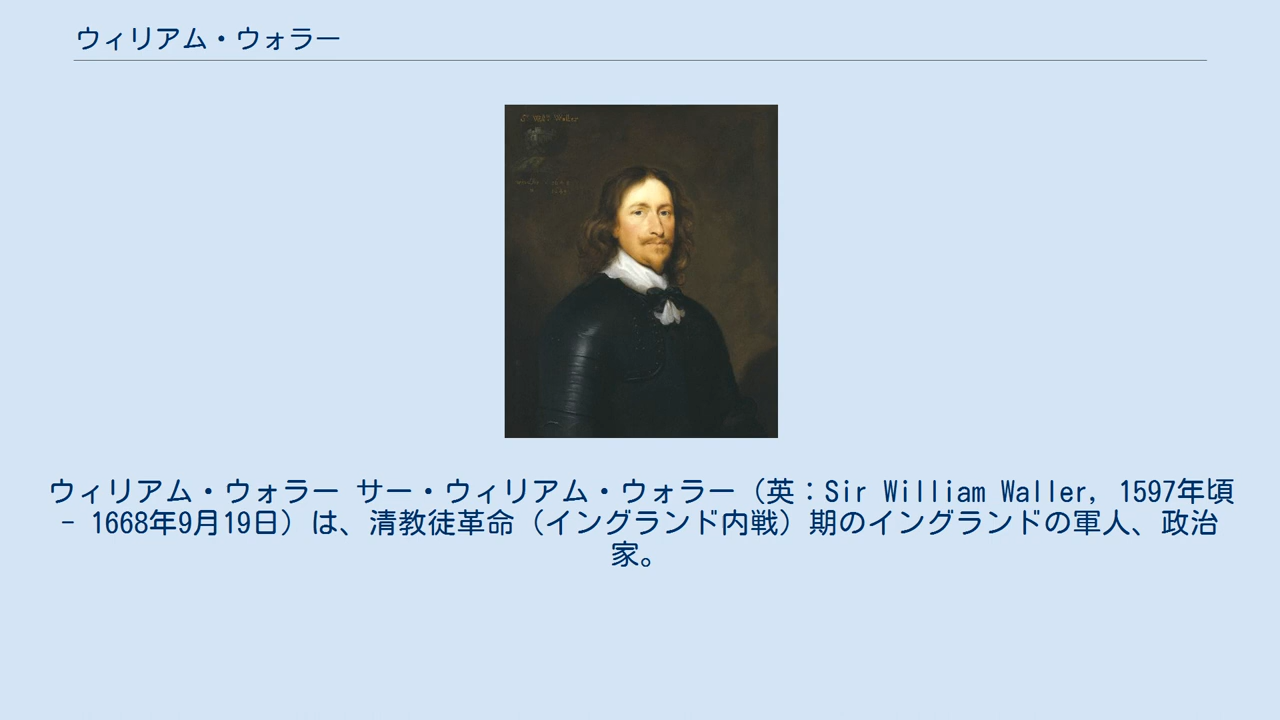 ウィリアム・ウォラー
Sr Will Waller
ウィリアム・ウォラー サー・ウィリアム・ウォラー（英：Sir William Waller, 1597年頃
- 1668年9月19日）は、清教徒革命（イングランド内戦）期のイングランドの軍人、政治
家。